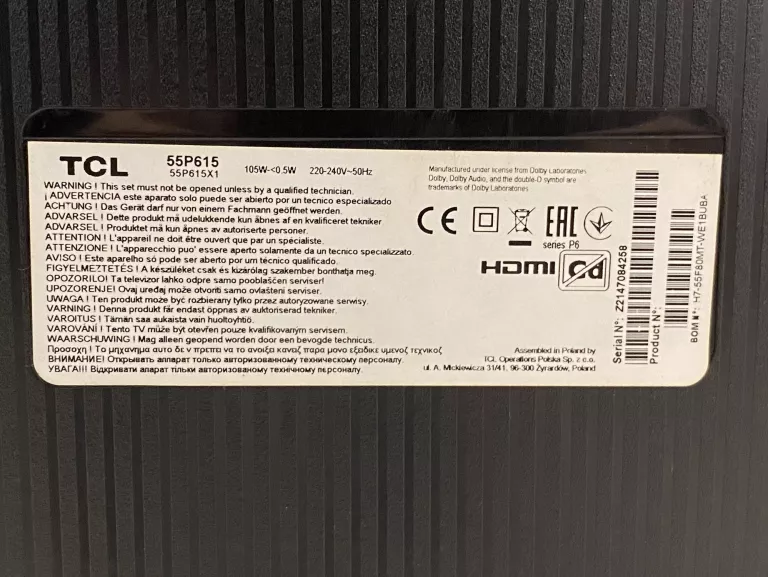 TCL
55P615
55P615X1
105W-<0.5W 220-240V~50Hz
Manufactured under license from Dolby Laboratories.
Dolby, Dolby Audio, and the double-D symbol are
trademarks of Dolby Laboratories.
WARNING ! This set must not be opened unless by a qualified technician.
¡ ADVERTENCIA este aparato solo puede ser abierto por un tecnico especializado
ACHTUNG ! Das Gerät darf nur von einem Fachmann geöffnet werden.
ADVARSEL ! Dette produkt må udelukkende kun åbnes af en kvalificeret tekniker
ADVARSEL ! Produktet må kun åpnes av autoriserte personer.
ATTENTION ! L'appareil ne doit être ouvert que par un spécialiste.
ATTENZIONE ! L'apparecchio puo' essere aperto solamente da un tecnico specializzato.
AVISO ! Este aparelho só pode ser aberto por um técnico qualificado.
FIGYELMEZTETÉS ! A készüléket csak és kizárólag szakember bonthatja meg.
OPOZORILO! Ta televizor lahko odpre samo pooblaščen serviser!
UPOZORENJE! Ovaj uređaj može otvoriti samo ovlašteni serviser.
UWAGA ! Ten produkt może być rozbierany tylko przez autoryzowane serwisy.
VARNING ! Denna produkt får endast öppnas av auktoriserad tekniker.
VAROITUS ! Tämän saa aukaista vain huoltoyhtiö.
VAROVÁNÍ ! Tento TV může být otevřen pouze kvalifikovaným servisem.
WAARSCHUWING ! Mag alleen geopend worden door een bevoegde technicus.
Προσοχη ! Το μηχανημα αυτο δε ν πρεπει να το ανοιξει καναζ παρα μονο εξαδικε υμενοζ τεχνικοζ
ВНИМАНИЕ! Открывать аппарат только авторизованному техническому персоналу.
УВАГА!!! Відкривати апарат тільки авторизованому технічному персоналу.
CE
EAC
series P6
HDMI
Cd
Assembled in Poland by
TCL Operations Polska Sp. z o.o.
ul. A. Mickiewicza 31/41, 96-300 Żyrardów, Poland
Serial N°: Z2147084258
Product N°:
BOM N°: H7-55F80MT-WE1BUBA